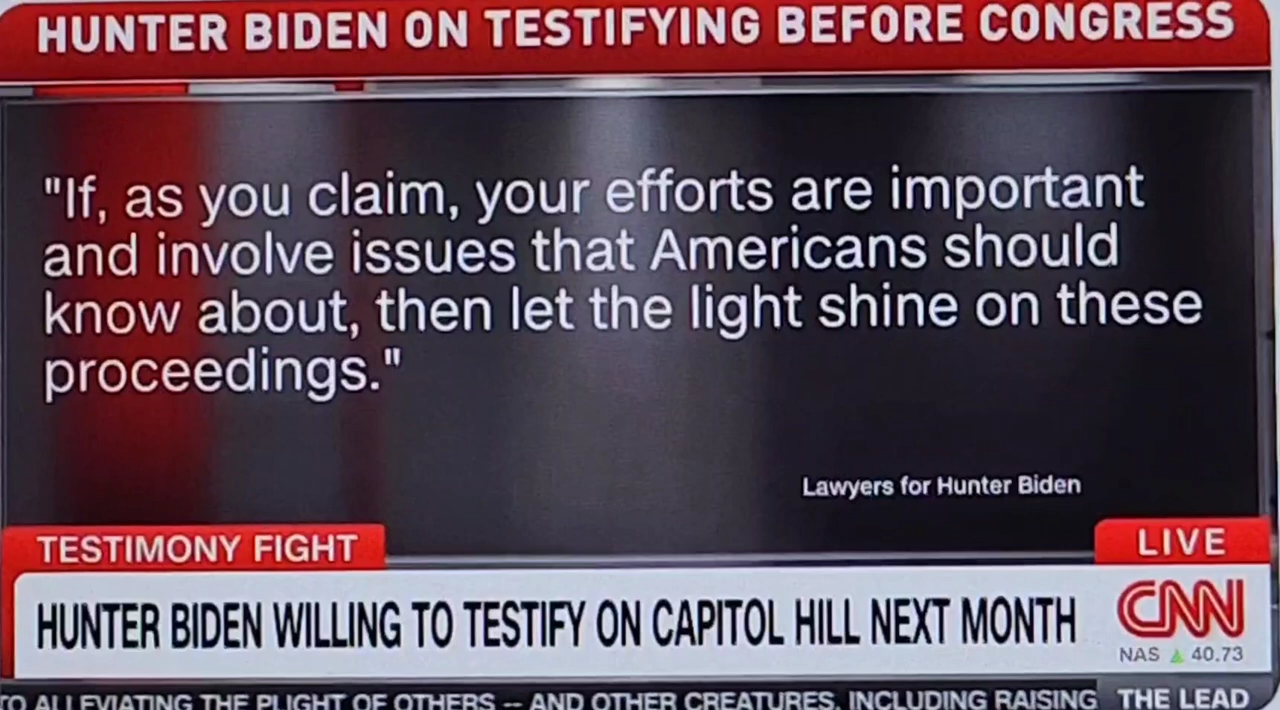 HUNTER BIDEN ON TESTIFYING BEFORE CONGRESS
"If, as you claim, your efforts are important
and involve issues that Americans should
know about, then let the light shine on these
proceedings."
Lawyers for Hunter Biden
TESTIMONY FIGHT
LIVE
HUNTER BIDEN WILLING TO TESTIFY ON CAPITOL HILL NEXT MONTH
CNN
NAS ▲ 40.73
TO ALLEVIATING THE PLIGHT OF OTHERS -- AND OTHER CREATURES, INCLUDING RAISING
THE LEAD